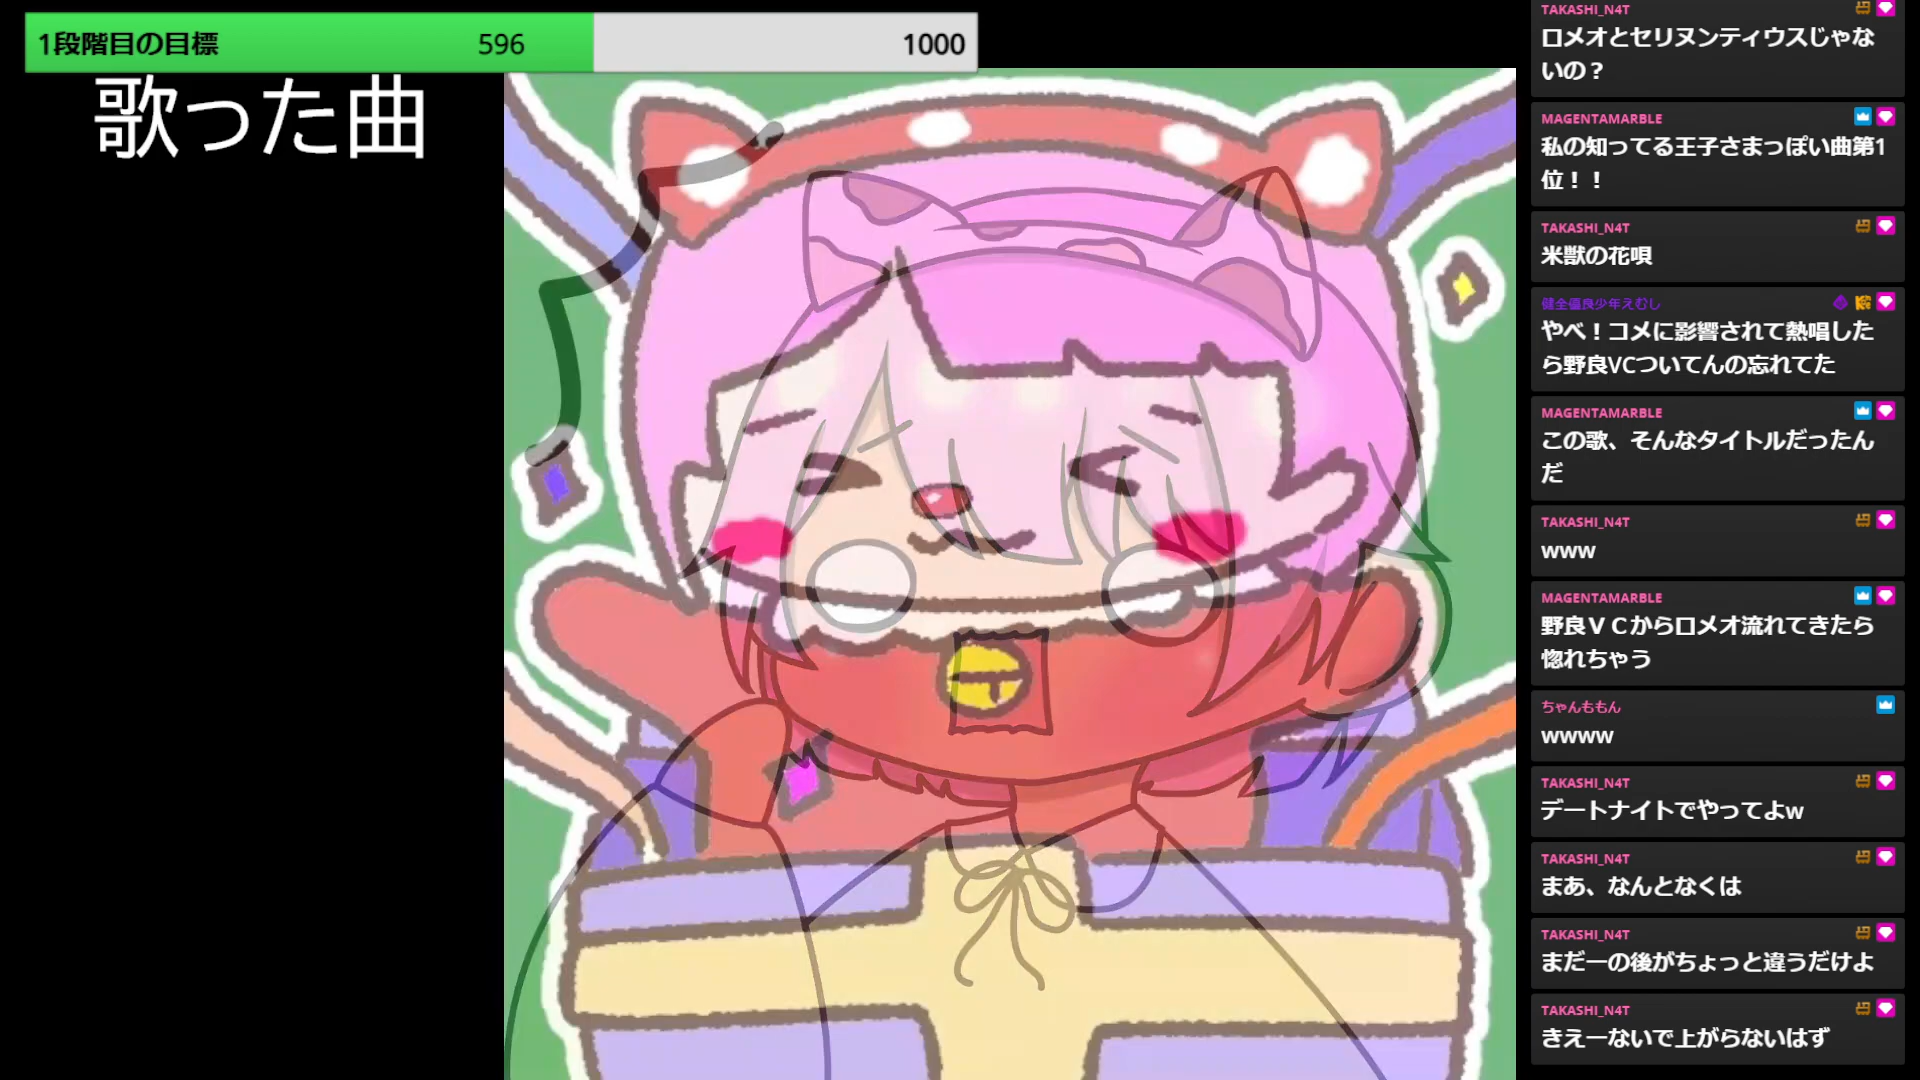 1段階目の目標 596 1000
歌った曲
TAKASHI_N4T
ロメオとセリヌンティウスじゃな
いの？
MAGENTAMARBLE
私の知ってる王子さまっぽい曲第1
位！！
TAKASHI_N4T
米獣の花唄
健全優良少年えむし
やべ！コメに影響されて熱唱した
ら野良VCついてんの忘れてた
MAGENTAMARBLE
この歌、そんなタイトルだったん
だ
TAKASHI_N4T
www
MAGENTAMARBLE
野良ＶＣからロメオ流れてきたら
惚れちゃう
ちゃんももん
wwww
TAKASHI_N4T
デートナイトでやってよw
TAKASHI_N4T
まあ、なんとなくは
TAKASHI_N4T
まだーの後がちょっと違うだけよ
TAKASHI_N4T
きえーないで上がらないはず